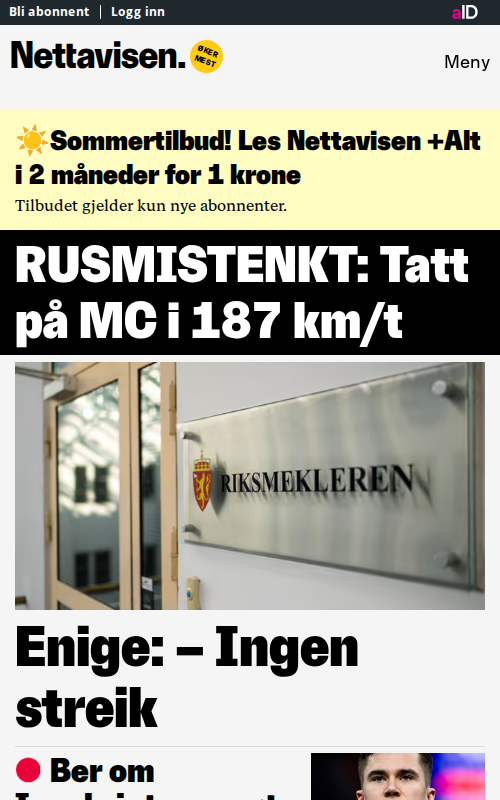 Bli abonnent | Logg inn
aID
Nettavisen.
ØKER
MEST
Meny
☀️Sommertilbud! Les Nettavisen +Alt
i 2 måneder for 1 krone
Tilbudet gjelder kun nye abonnenter.
RUSMISTENKT: Tatt
på MC i 187 km/t
RIKSMEKLEREN
Enige: – Ingen
streik
Ber om